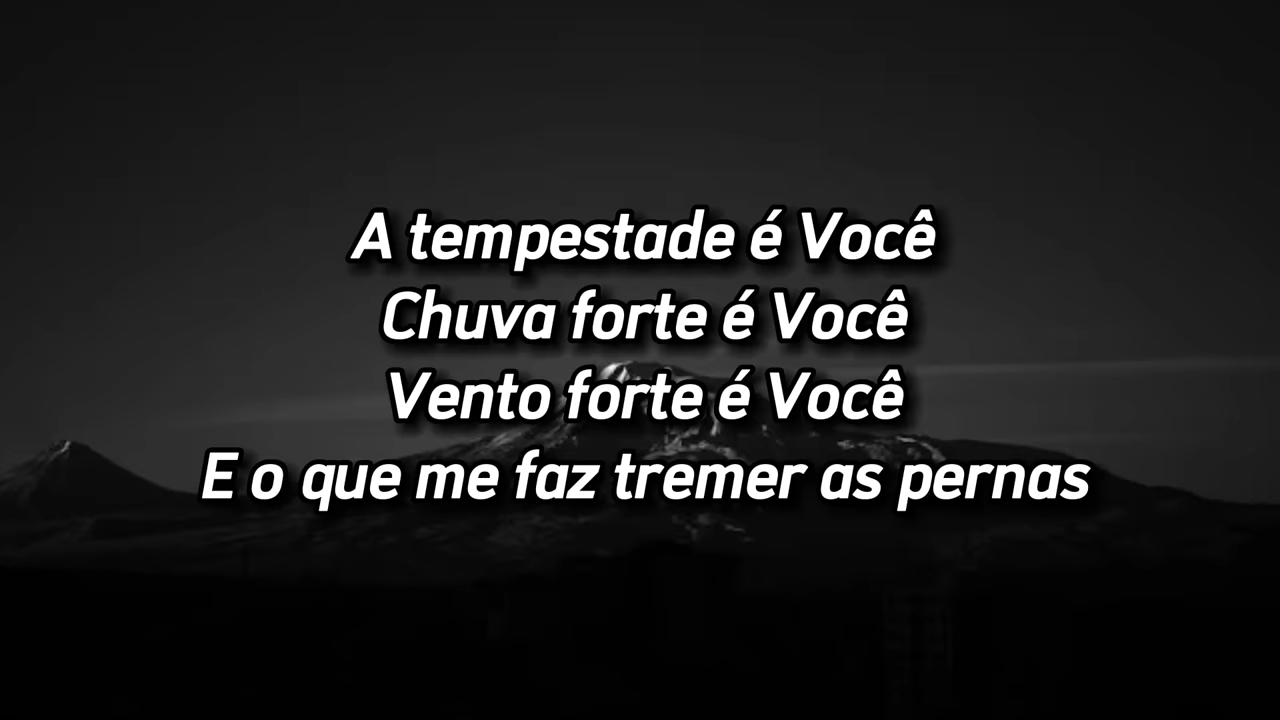 A tempestade é Você
Chuva forte é Você
Vento forte é Você
E o que me faz tremer as pernas